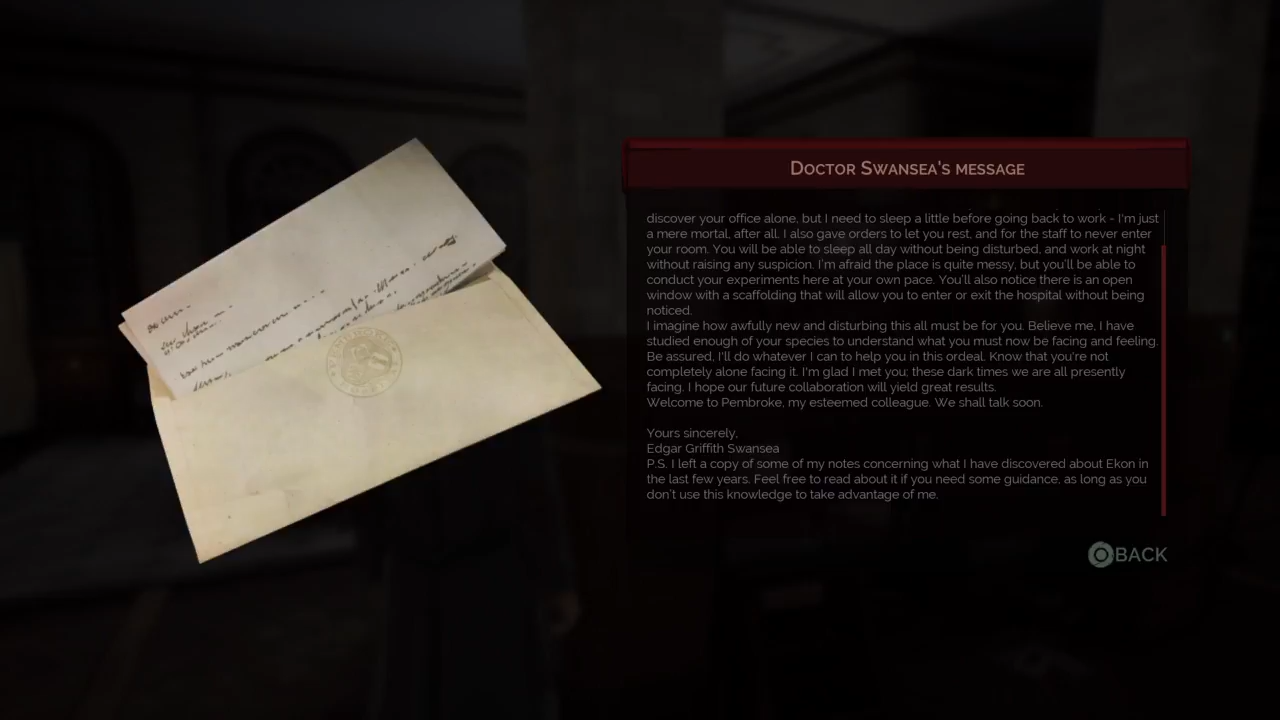 DOCTOR SWANSEA'S MESSAGE
discover your office alone, but I need to sleep a little before going back to work - I'm just
a mere mortal, after all. I also gave orders to let you rest, and for the staff to never enter
your room. You will be able to sleep all day without being disturbed, and work at night
without raising any suspicion. I'm afraid the place is quite messy, but you'll be able to
conduct your experiments here at your own pace. You'll also notice there is an open
window with a scaffolding that will allow you to enter or exit the hospital without being
noticed.
I imagine how awfully new and disturbing this all must be for you. Believe me, I have
studied enough of your species to understand what you must now be facing and feeling.
Be assured, I'll do whatever I can to help you in this ordeal. Know that you're not
completely alone facing it. I'm glad I met you; these dark times we are all presently
facing. I hope our future collaboration will yield great results.
Welcome to Pembroke, my esteemed colleague. We shall talk soon.
Yours sincerely,
Edgar Griffith Swansea
P.S. I left a copy of some of my notes concerning what I have discovered about Ekon in
the last few years. Feel free to read about it if you need some guidance, as long as you
don't use this knowledge to take advantage of me.
BACK